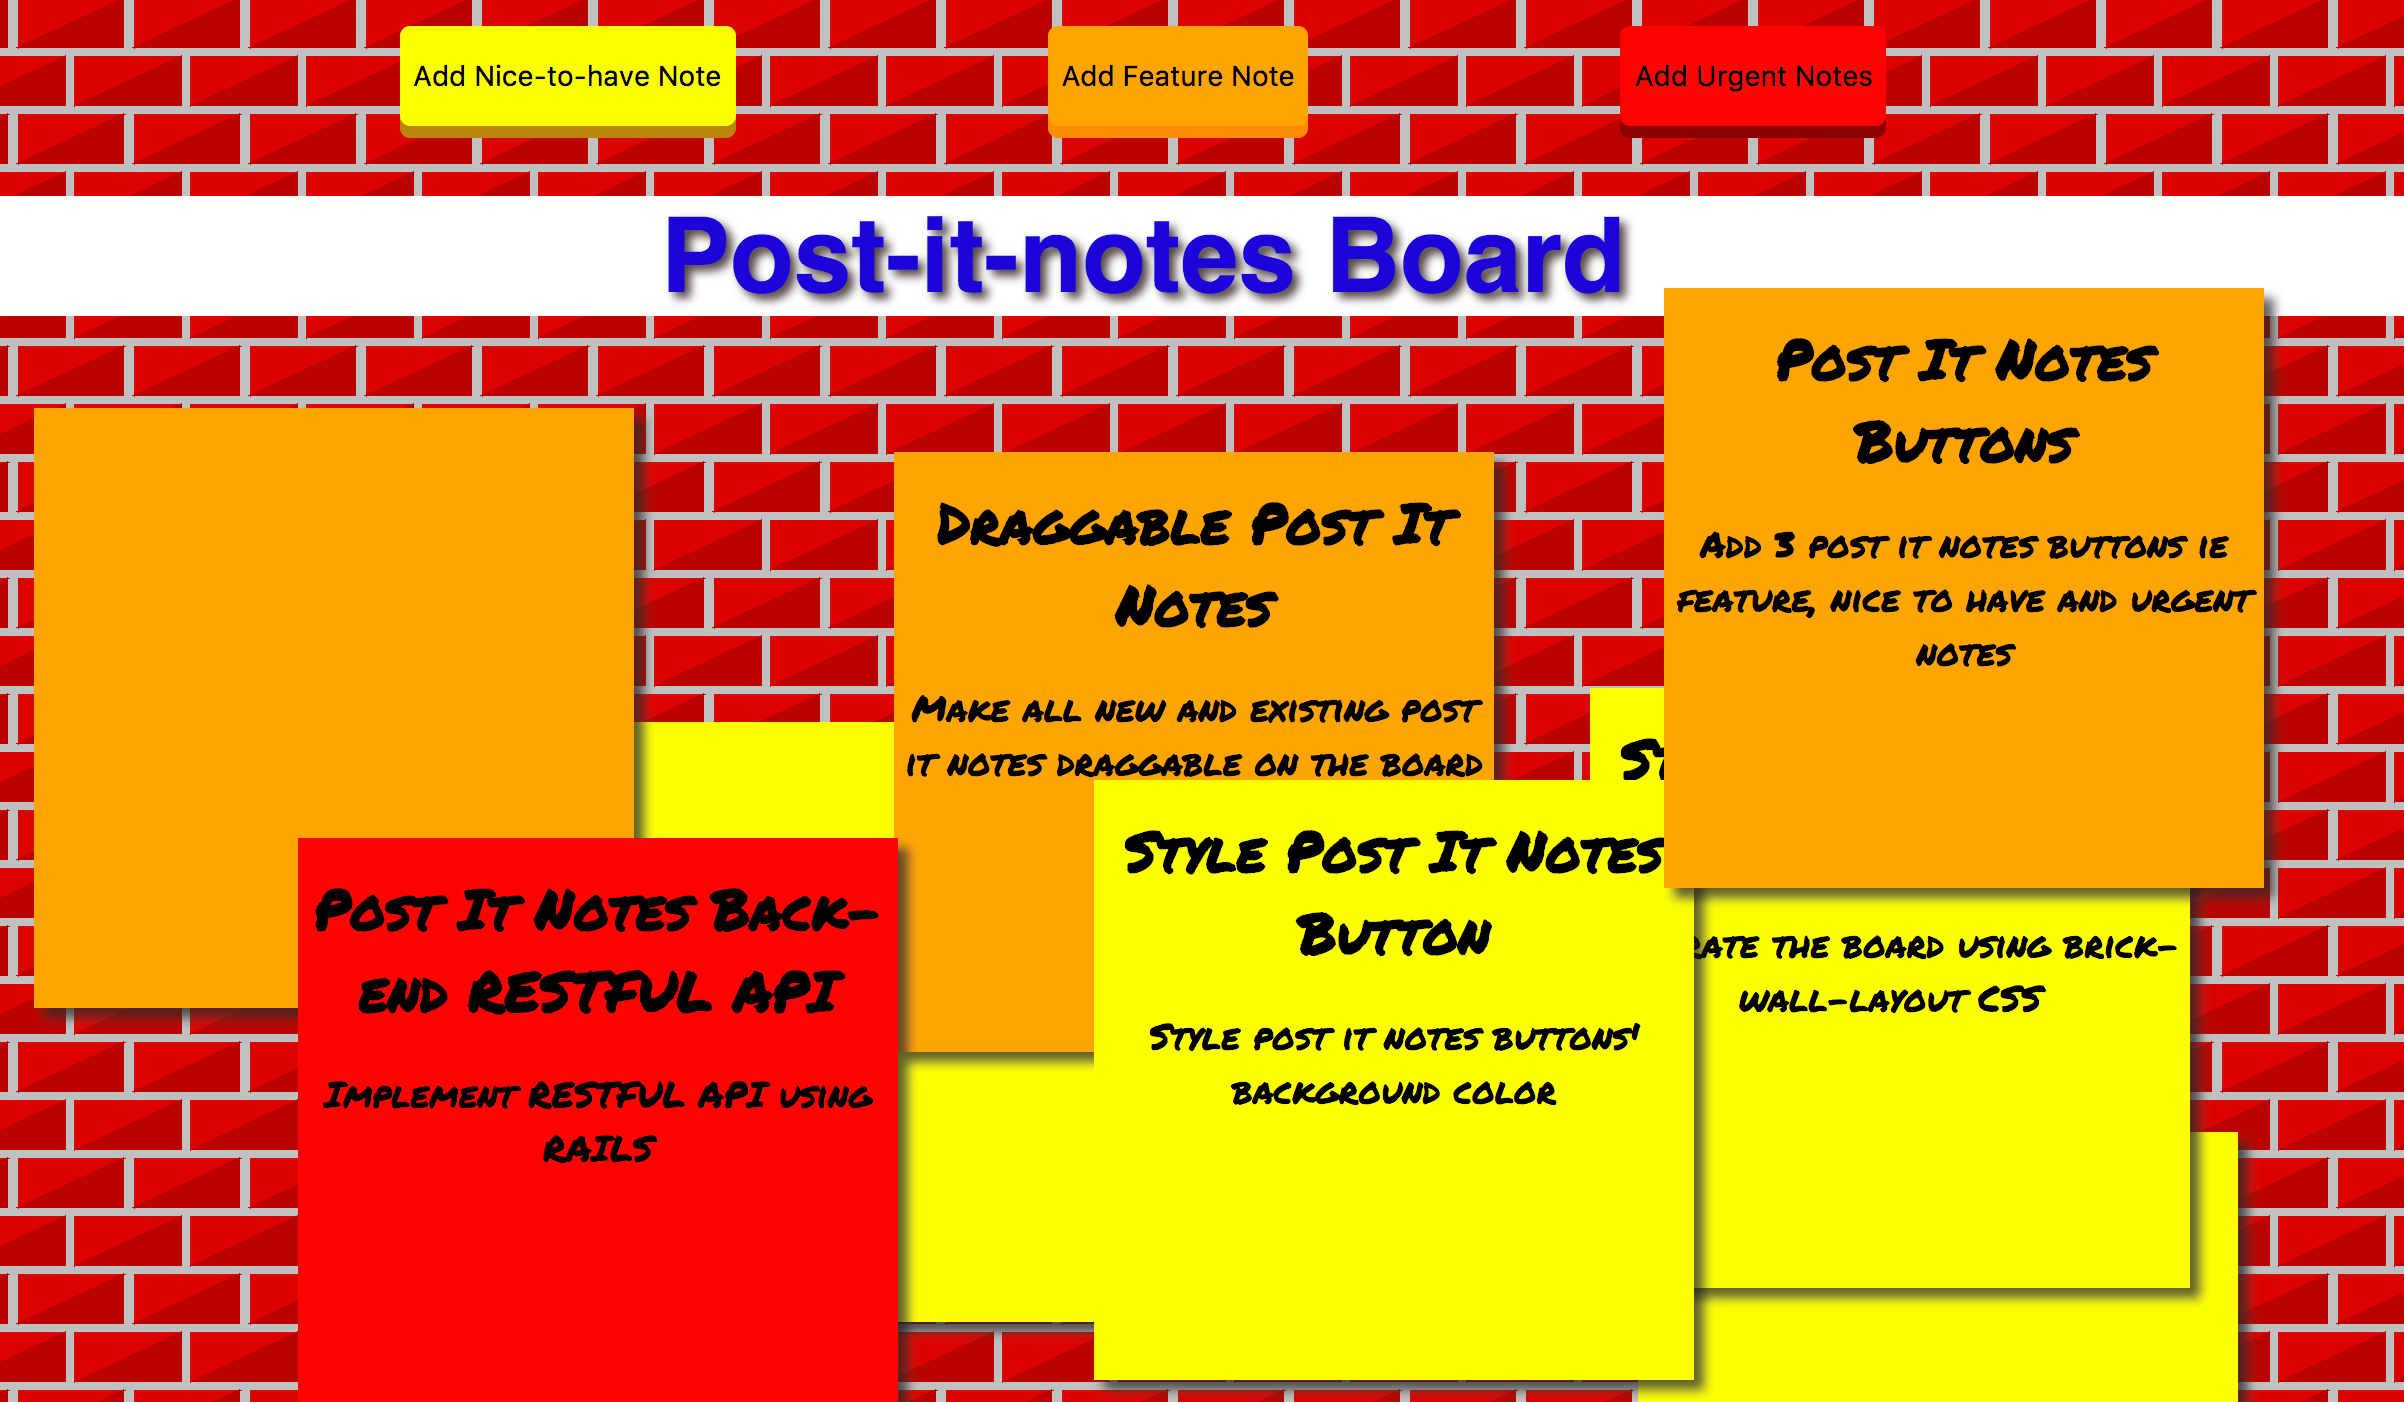 Add Nice-to-have Note
Add Feature Note
Add Urgent Notes
Post-it-notes Board
Post It Notes
Buttons
Add 3 post it notes buttons ie
feature, nice to have and urgent
notes
Draggable Post It
Notes
Make all new and existing post
it notes draggable on the board
Style Post It Notes
Button
Style post it notes buttons'
background color
the board using brick-
wall-layout CSS
Post It Notes Back-
end RESTFUL API
Implement RESTFUL API using
RAILS